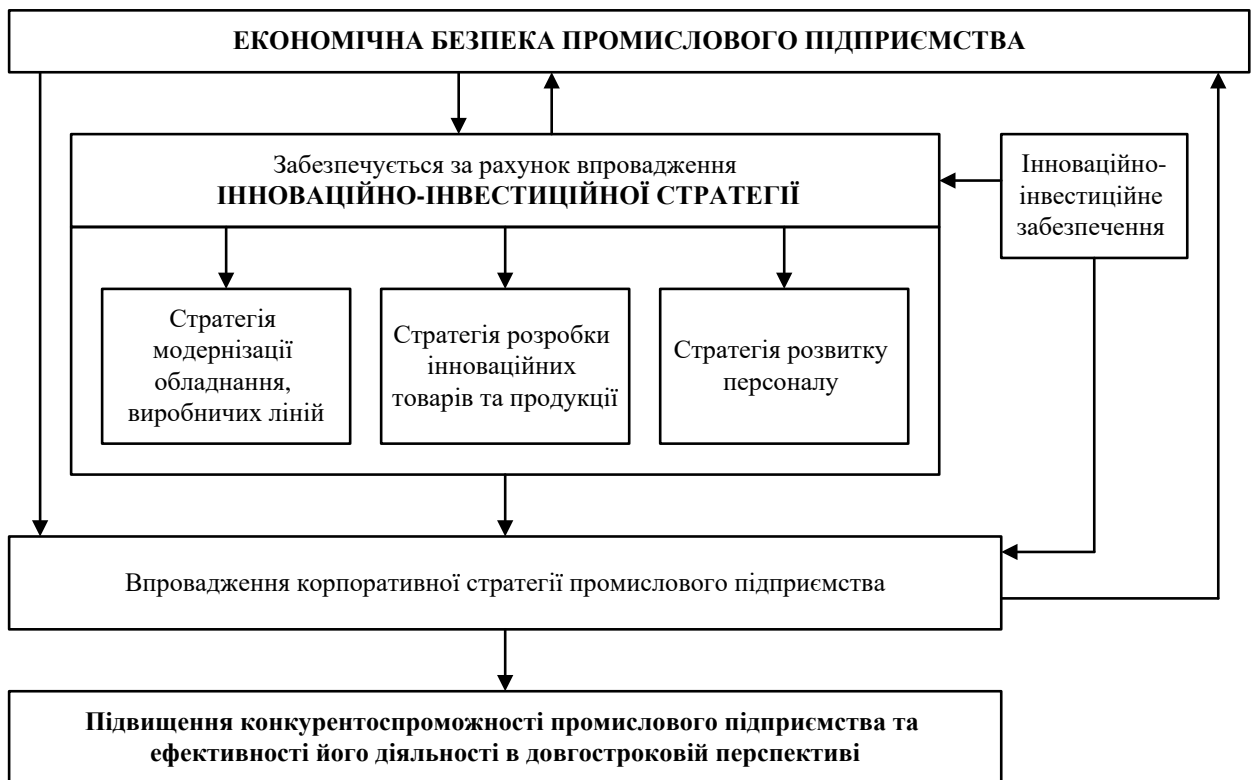 ЕКОНОМІЧНА БЕЗПЕКА ПРОМИСЛОВОГО ПІДПРИЄМСТВА
Забезпечується за рахунок впровадження
ІННОВАЦІЙНО-ІНВЕСТИЦІЙНОЇ СТРАТЕГІЇ
Інноваційно-
інвестиційне
забезпечення
Стратегія
модернізації
обладнання,
виробничих ліній
Стратегія розробки
інноваційних
товарів та продукції
Стратегія розвитку
персоналу
Впровадження корпоративної стратегії промислового підприємства
Підвищення конкурентоспроможності промислового підприємства та
ефективності його діяльності в довгостроковій перспективі